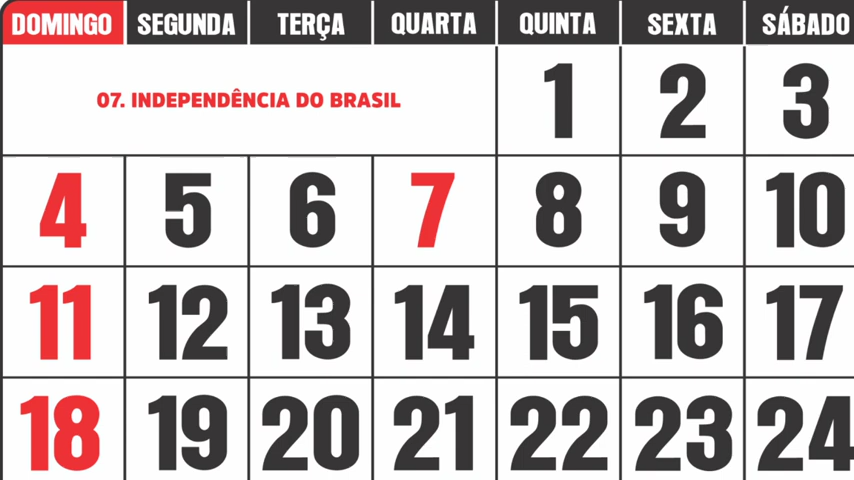 DOMINGO SEGUNDA TERÇA QUARTA QUINTA SEXTA SÁBADO
07. INDEPENDÊNCIA DO BRASIL 1 2 3
4 5 6 7 8 9 10
11 12 13 14 15 16 17
18 19 20 21 22 23 24